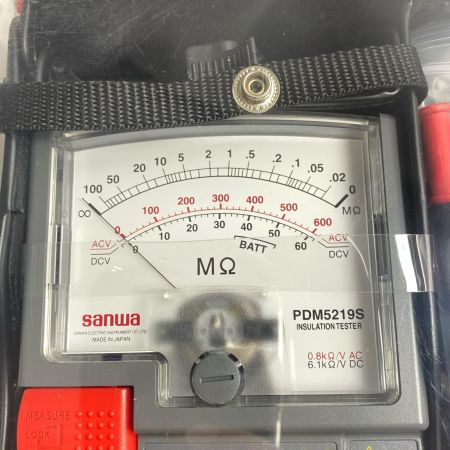 ∞ 100 50 20 10 5 2 1 .5 .2 .1 .05 .02 0
MΩ
0 100 200 300 400 500 600
ACV ACV
DCV DCV
0 10 20 30 40 50 60
BATT
MΩ
sanwa
SANWA ELECTRIC INSTRUMENT CO., LTD.
MADE IN JAPAN
PDM5219S
INSULATION TESTER
0.8kΩ/V AC
6.1kΩ/V DC
MEASURE
LOCK